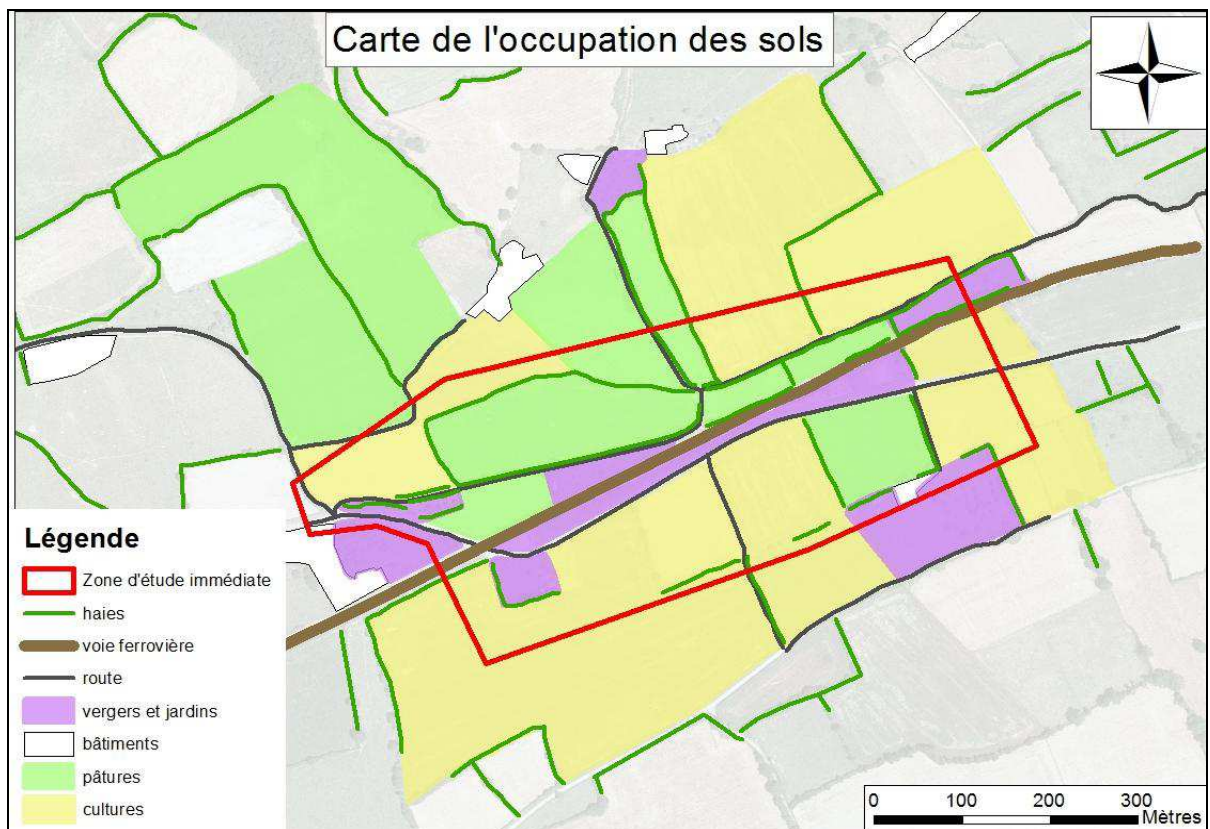 Carte de l'occupation des sols
Légende
Zone d'étude immédiate
haies
voie ferrovière
route
vergers et jardins
bâtiments
pâtures
cultures
0 100 200 300
Mètres